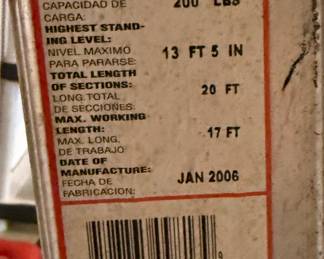 CAPACIDAD DE
CARGA:
200 LBS
HIGHEST STAND-
ING LEVEL:
NIVEL MAXIMO
PARA PARARSE:
13 FT 5 IN
TOTAL LENGTH
OF SECTIONS:
LONG.TOTAL
DE SECCIONES:
20 FT
MAX. WORKING
LENGTH:
MAX. LONG.
DE TRABAJO:
17 FT
DATE OF
MANUFACTURE:
FECHA DE
FABRICACION:
JAN 2006